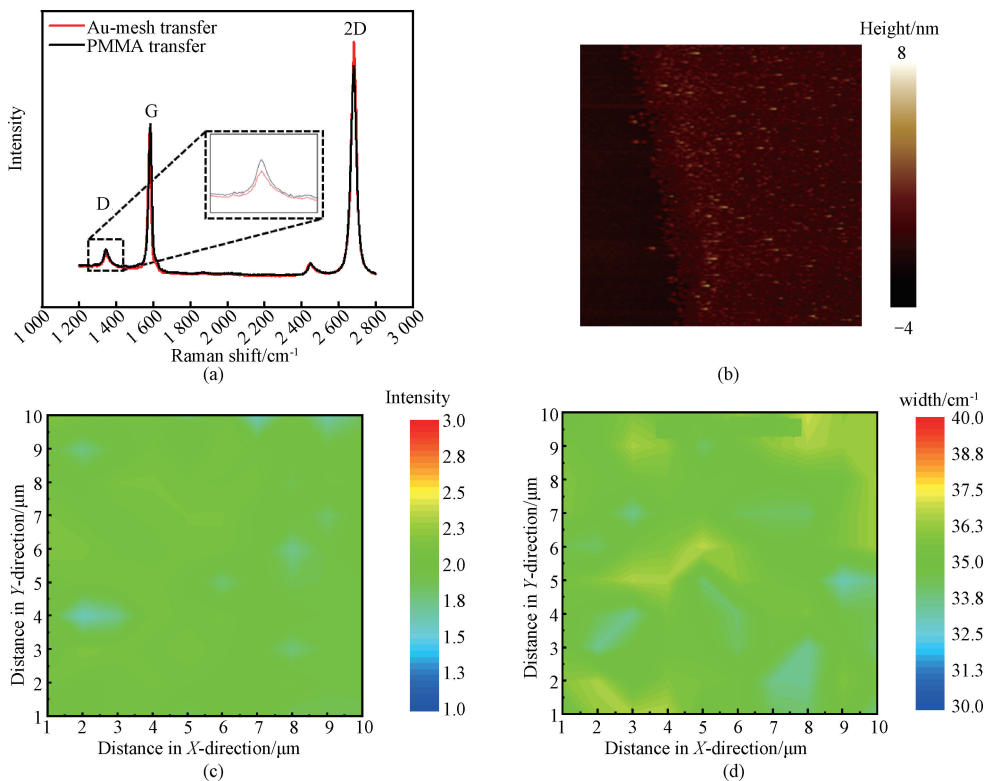 Au-mesh transfer
PMMA transfer
2D
G
D
Intensity
1 000
1 200
1 400
1 600
1 800
2 000
2 200
2 400
2 600
2 800
3 000
Raman shift/cm⁻¹
(a)
Height/nm
8
−4
(b)
Intensity
3.0
2.8
2.5
2.3
2.1
2.0
1.8
1.5
1.3
1.0
10
9
8
7
6
5
4
3
2
1
Distance in Y-direction/μm
1 2 3 4 5 6 7 8 9 10
Distance in X-direction/μm
(c)
width/cm⁻¹
40.0
38.8
37.5
36.3
35.0
33.8
32.5
31.3
30.0
10
9
8
7
6
5
4
3
2
1
Distance in Y-direction/μm
1 2 3 4 5 6 7 8 9 10
Distance in X-direction/μm
(d)